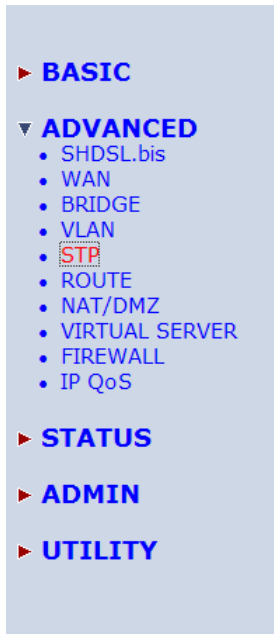 BASIC
ADVANCED
SHDSL.bis
WAN
BRIDGE
VLAN
STP
ROUTE
NAT/DMZ
VIRTUAL SERVER
FIREWALL
IP QoS
STATUS
ADMIN
UTILITY